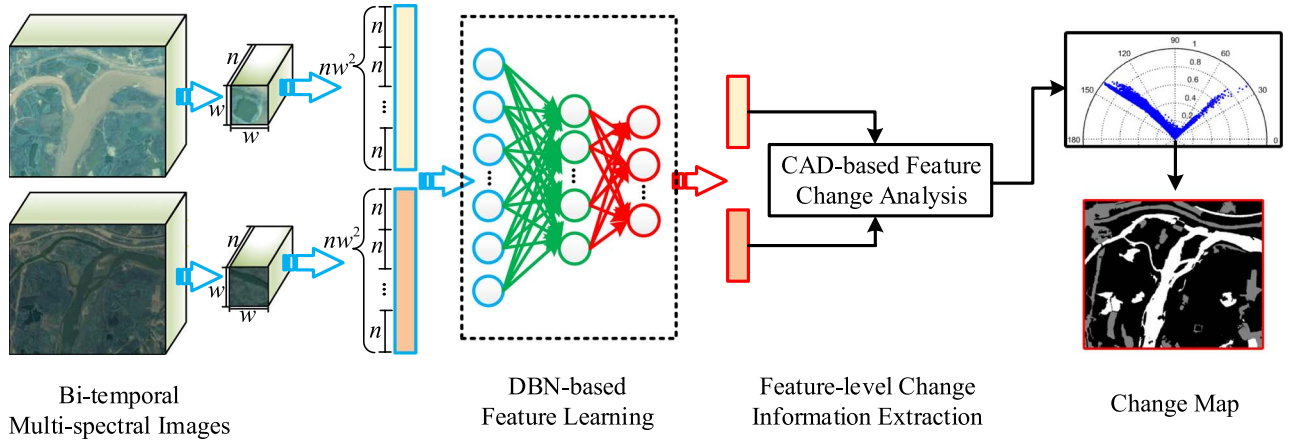 n
w
w
nw²
n
n
...
n
n
w
w
nw²
n
n
...
n
...
...
...
CAD-based Feature
Change Analysis
180
150
120
90
60
30
0
1
0.8
0.6
0.4
0.2
Bi-temporal
Multi-spectral Images
DBN-based
Feature Learning
Feature-level Change
Information Extraction
Change Map